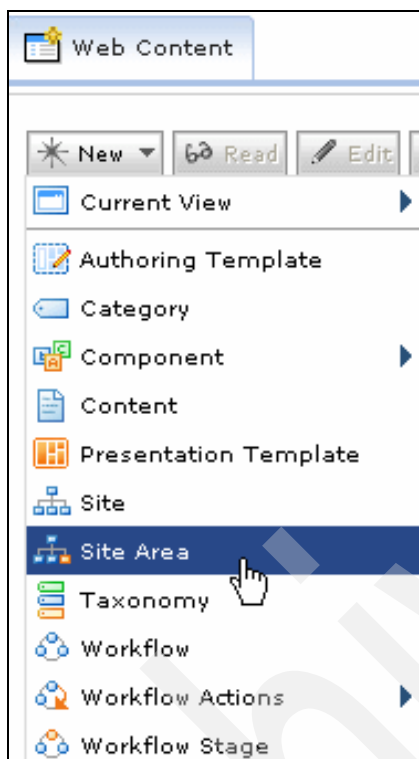 Web Content
New Read Edit
Current View
Authoring Template
Category
Component
Content
Presentation Template
Site
Site Area
Taxonomy
Workflow
Workflow Actions
Workflow Stage